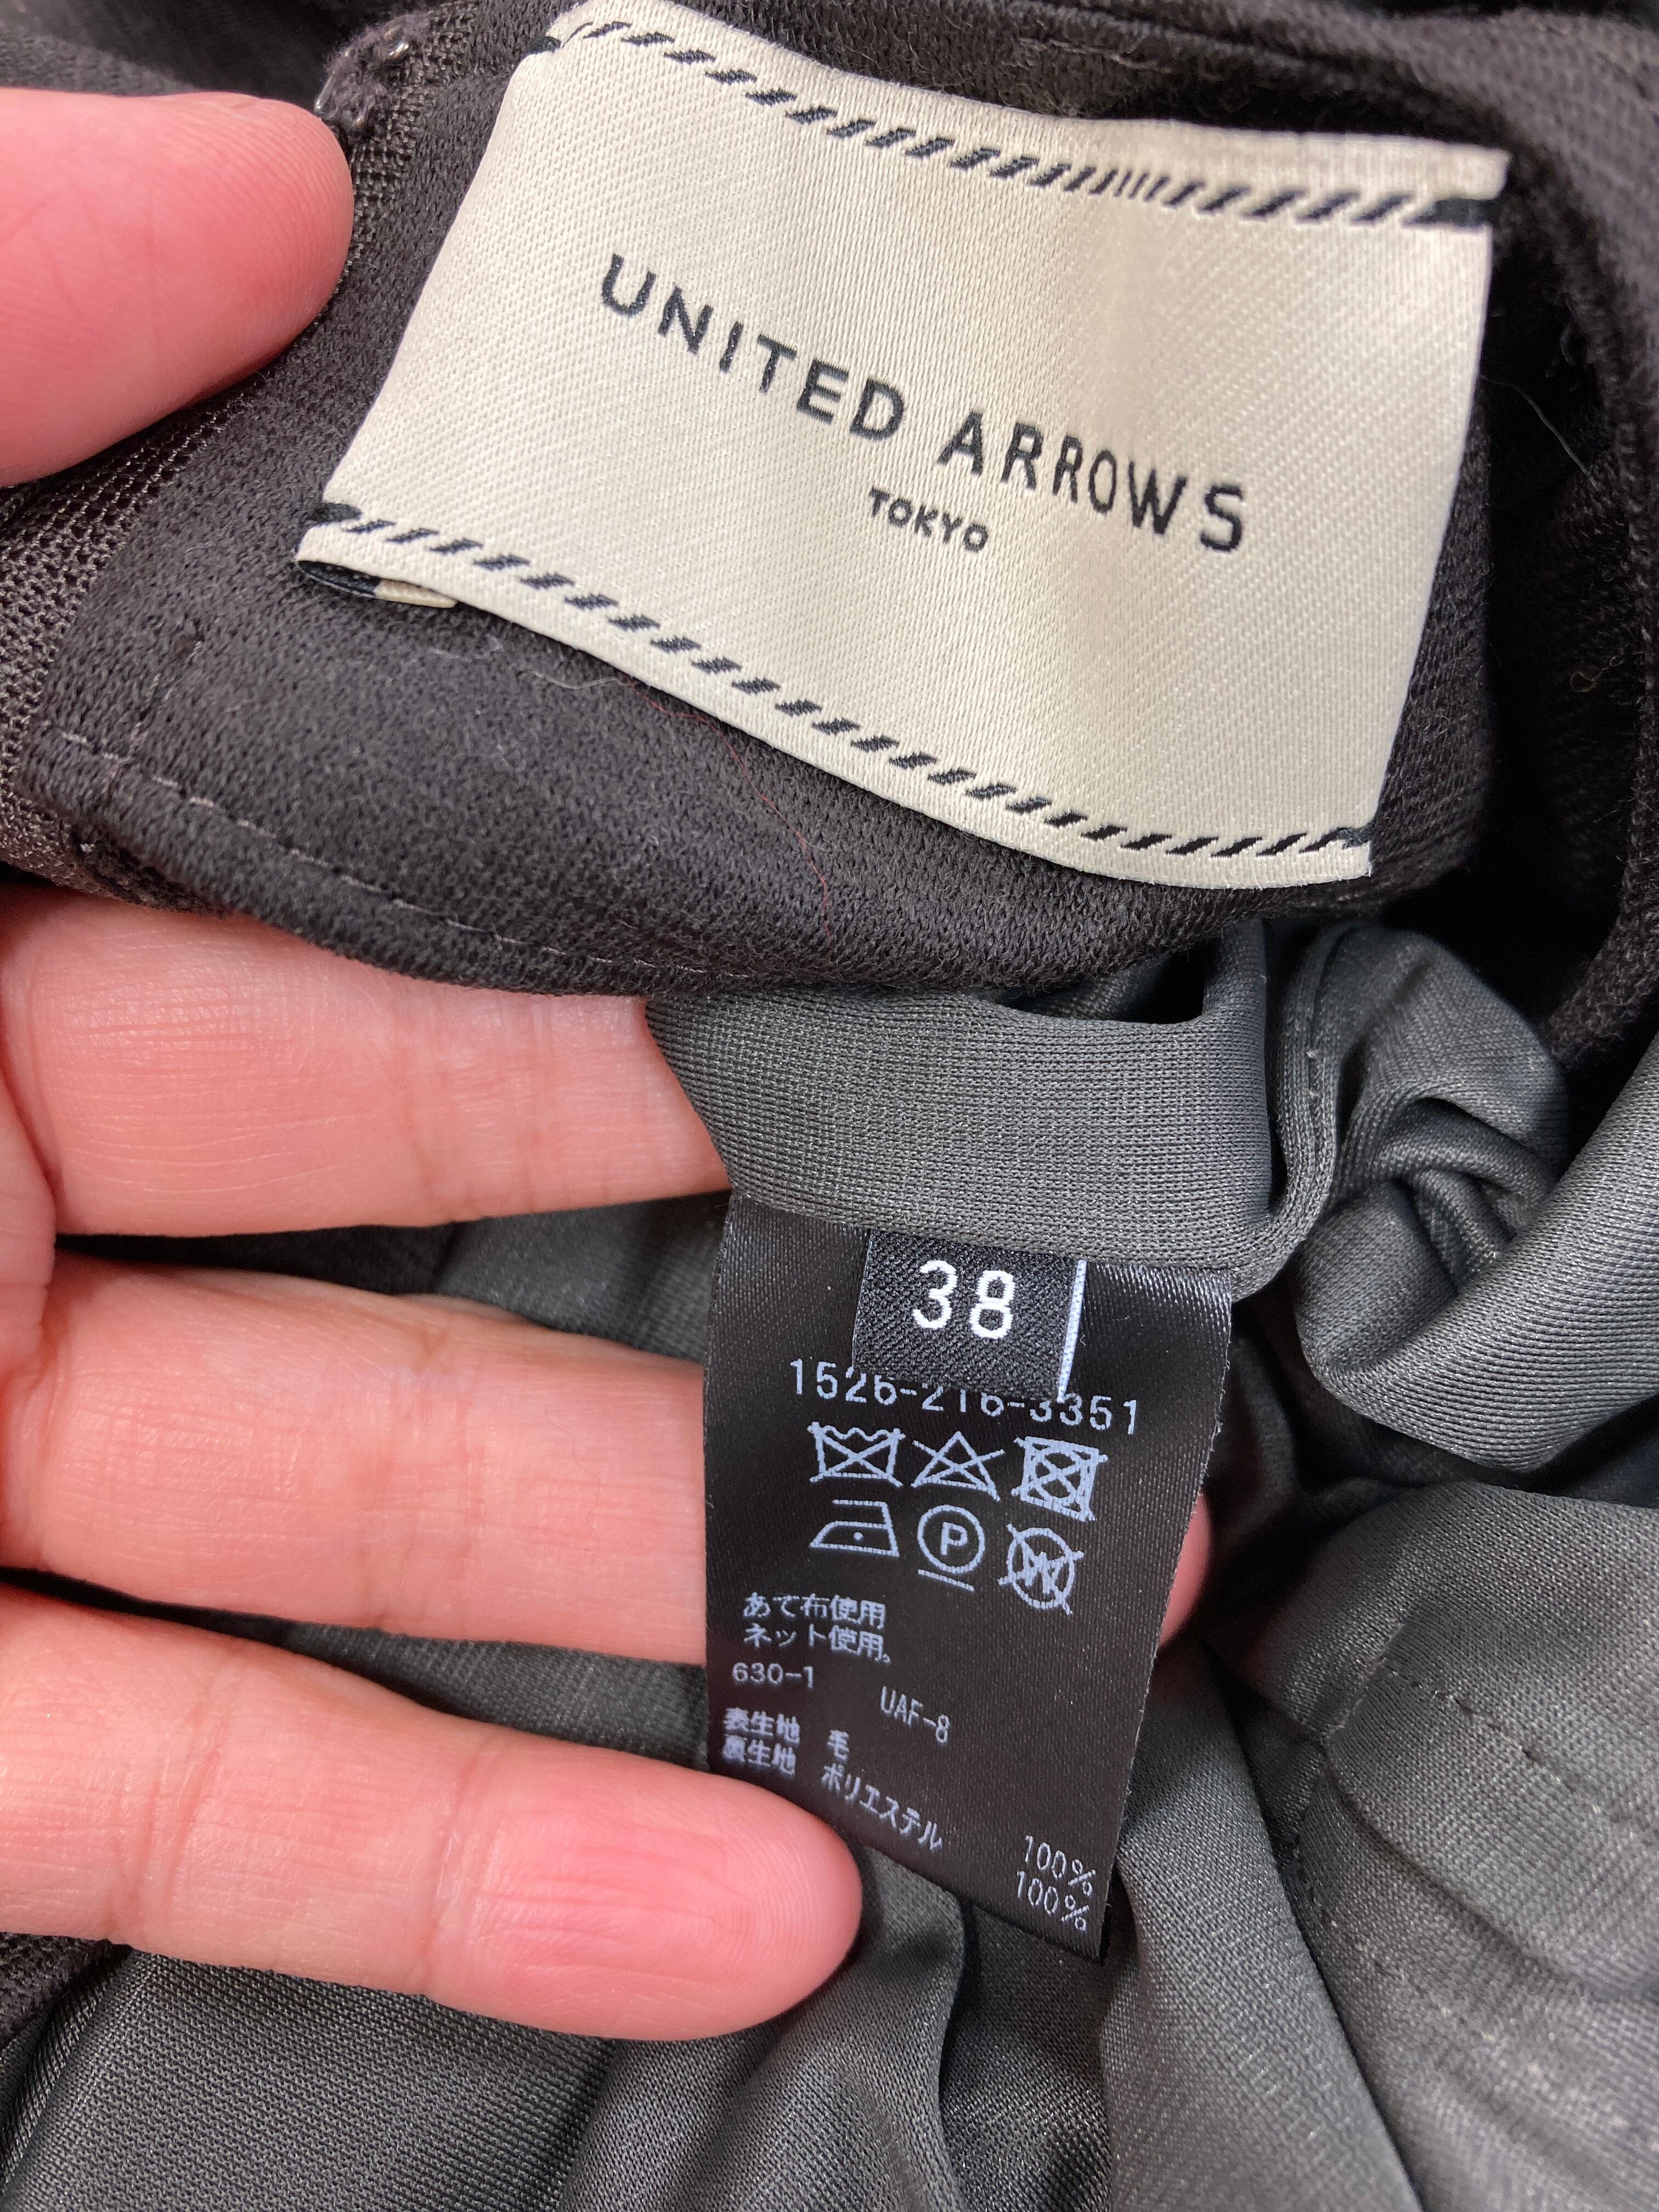 UNITED ARROWS
TOKYO
38
1526-216-3351
P
W
あて布使用
ネット使用。
630-1
UAF-8
表生地 毛 100%
裏生地 ポリエステル 100%